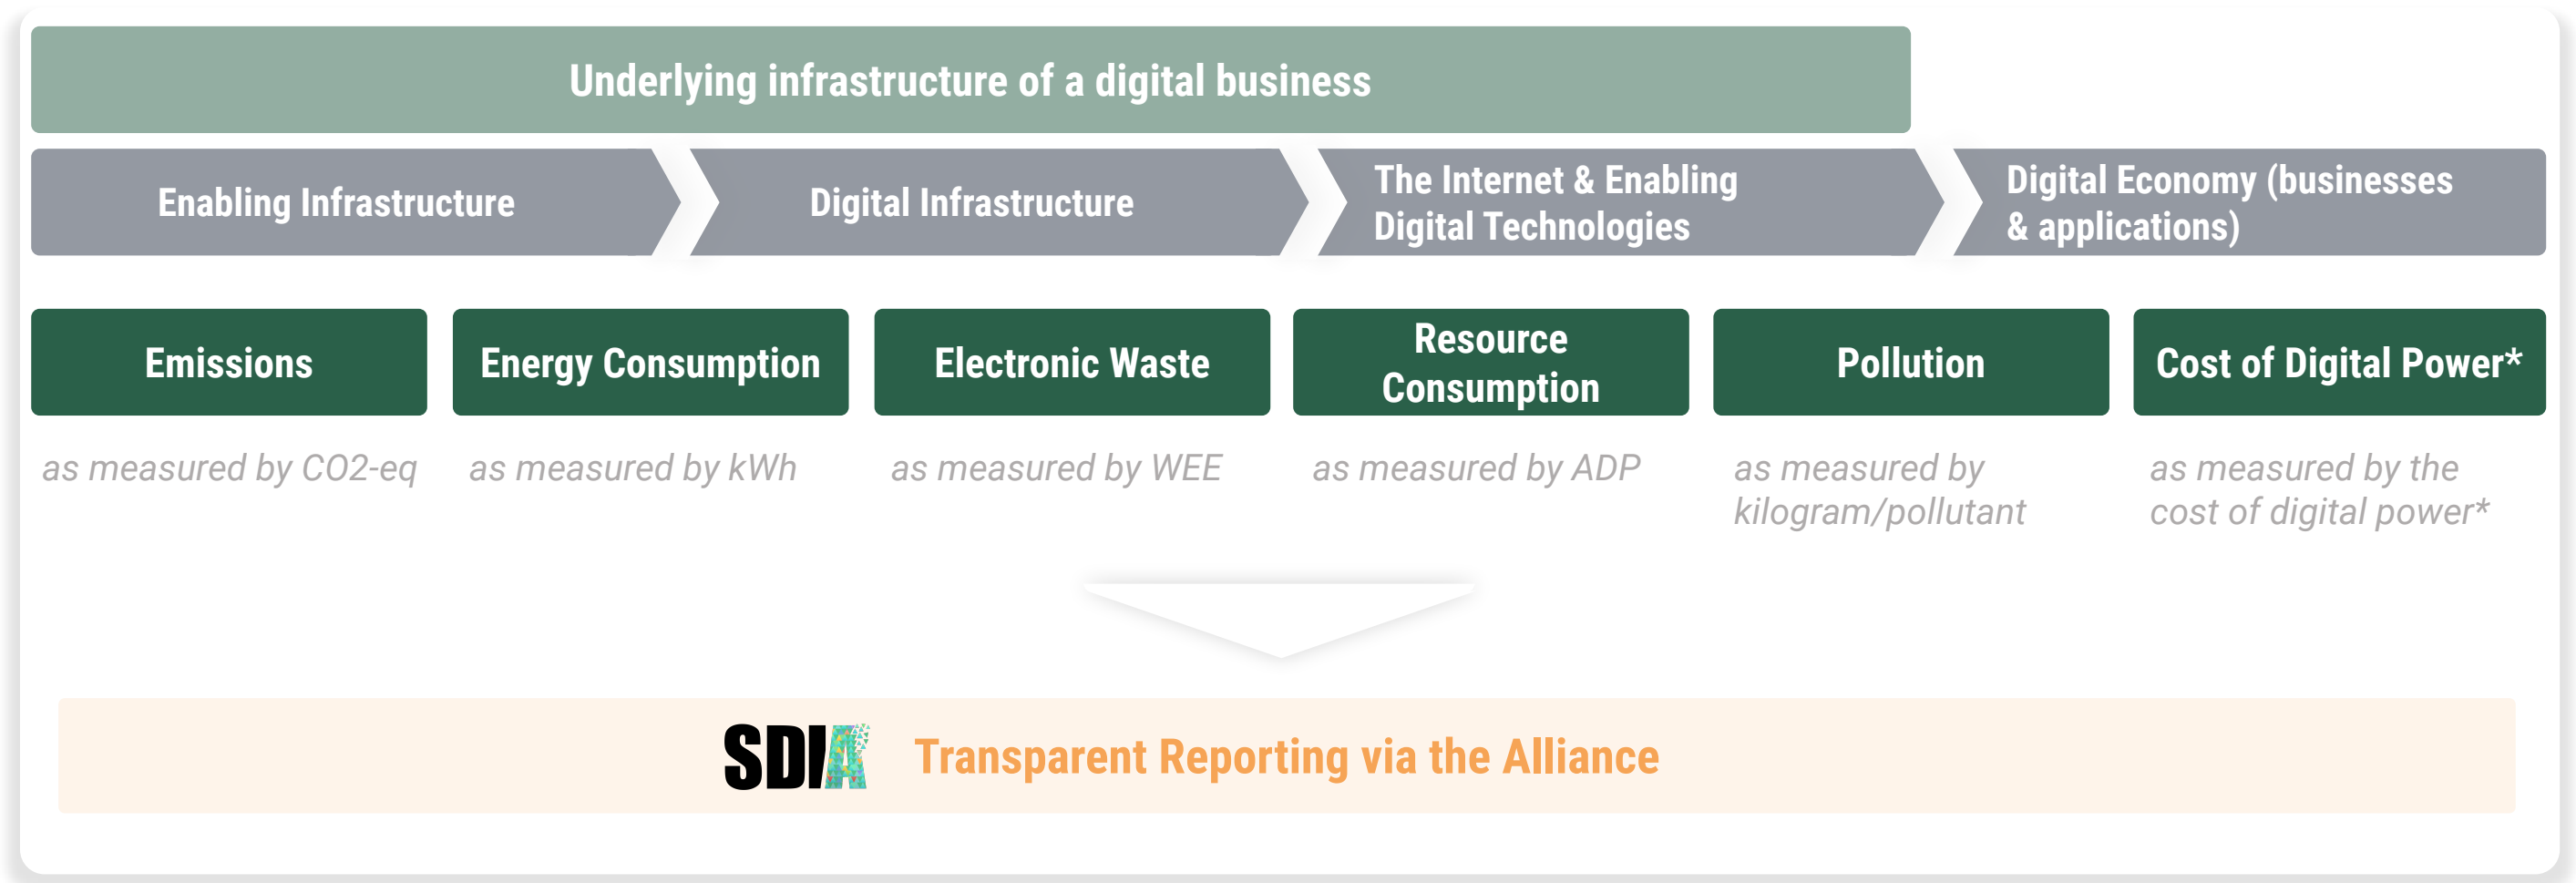 Underlying infrastructure of a digital business
Enabling Infrastructure
Digital Infrastructure
The Internet & Enabling
Digital Technologies
Digital Economy (businesses
& applications)
Emissions
Energy Consumption
Electronic Waste
Resource
Consumption
Pollution
Cost of Digital Power*
as measured by CO2-eq
as measured by kWh
as measured by WEE
as measured by ADP
as measured by
kilogram/pollutant
as measured by the
cost of digital power*
SDIA
Transparent Reporting via the Alliance